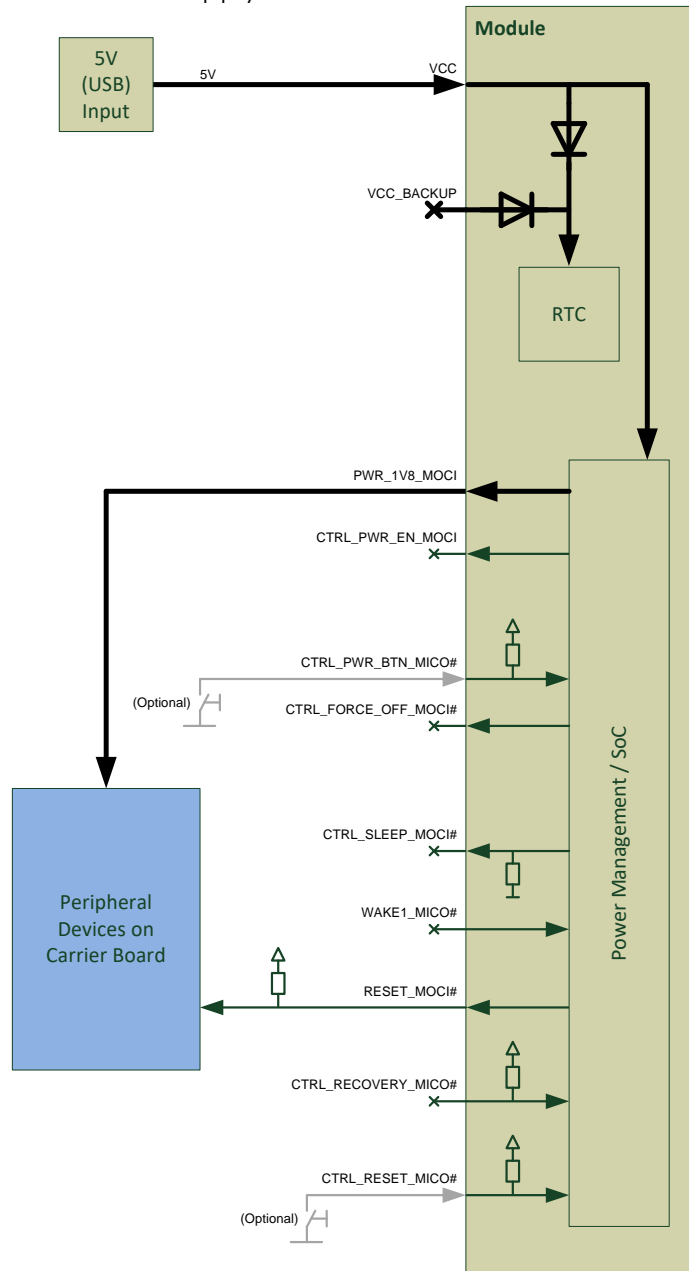 Module
5V
(USB)
Input
5V
VCC
VCC_BACKUP
RTC
PWR_1V8_MOCI
CTRL_PWR_EN_MOCI
CTRL_PWR_BTN_MICO#
(Optional)
CTRL_FORCE_OFF_MOCI#
Power Management / SoC
CTRL_SLEEP_MOCI#
Peripheral
Devices on
Carrier Board
WAKE1_MICO#
RESET_MOCI#
CTRL_RECOVERY_MICO#
CTRL_RESET_MICO#
(Optional)